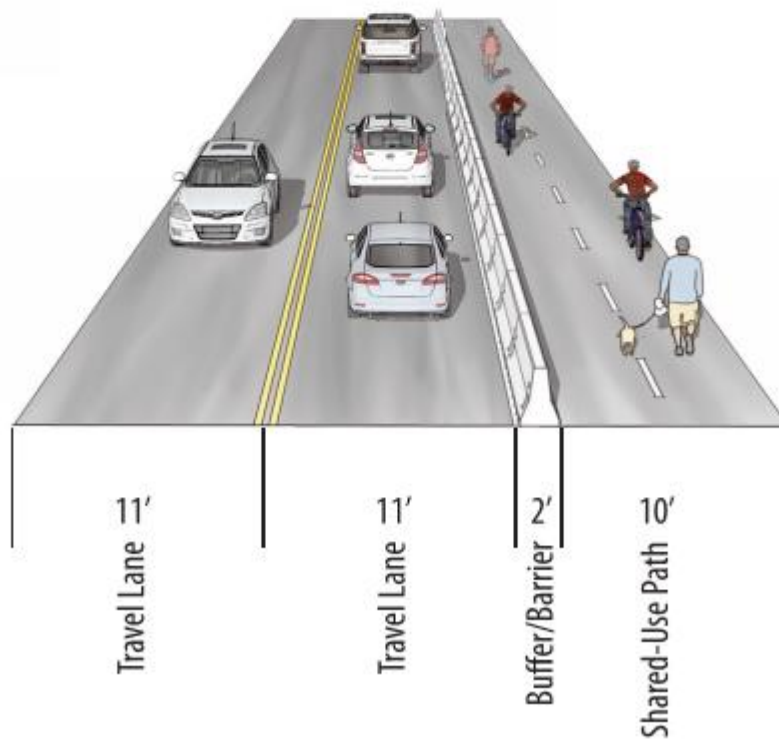 11’
11’
2’
10’
Travel Lane
Travel Lane
Buffer/Barrier
Shared-Use Path